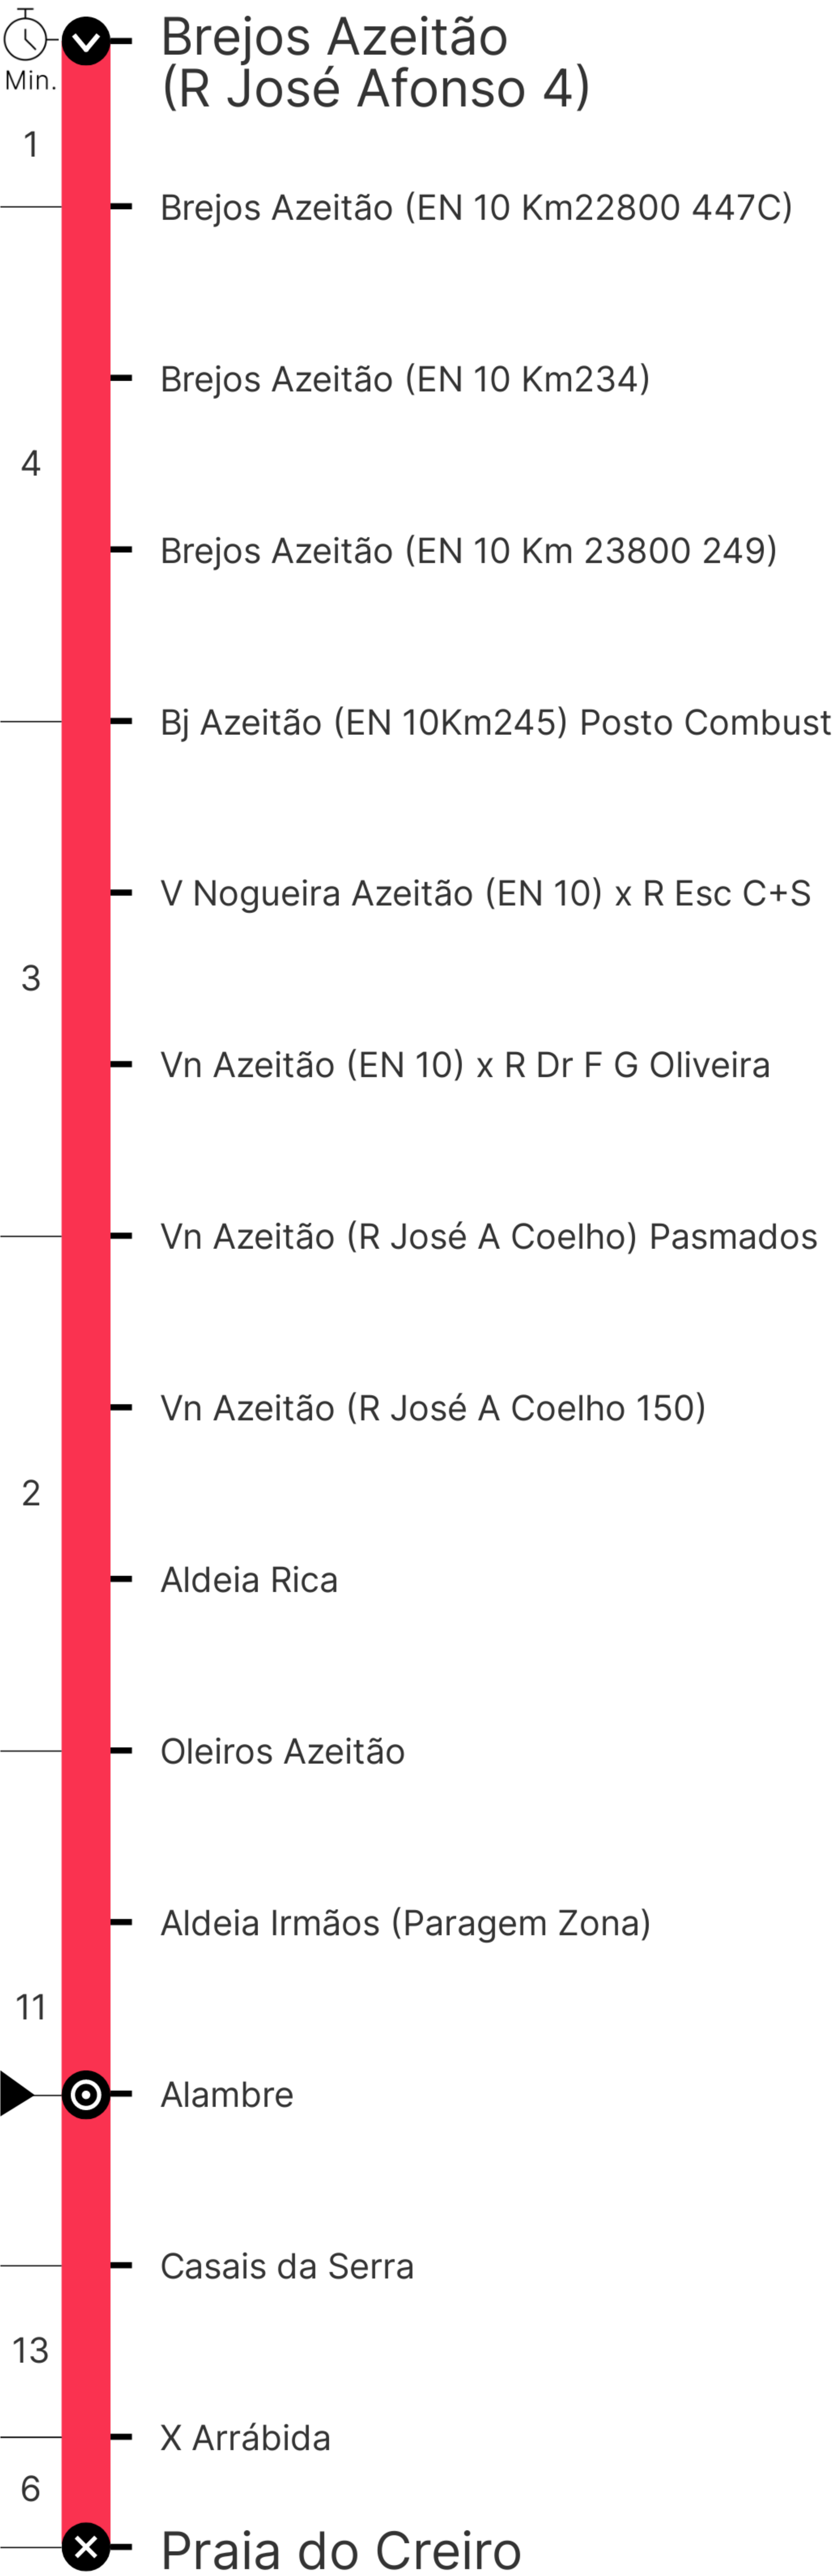 Brejos Azeitão
(R José Afonso 4)
Min.
1
Brejos Azeitão (EN 10 Km22800 447C)
Brejos Azeitão (EN 10 Km234)
4
Brejos Azeitão (EN 10 Km 23800 249)
Bj Azeitão (EN 10Km245) Posto Combust
V Nogueira Azeitão (EN 10) x R Esc C+S
3
Vn Azeitão (EN 10) x R Dr F G Oliveira
Vn Azeitão (R José A Coelho) Pasmados
Vn Azeitão (R José A Coelho 150)
2
Aldeia Rica
Oleiros Azeitão
Aldeia Irmãos (Paragem Zona)
11
Alambre
Casais da Serra
13
X Arrábida
6
Praia do Creiro